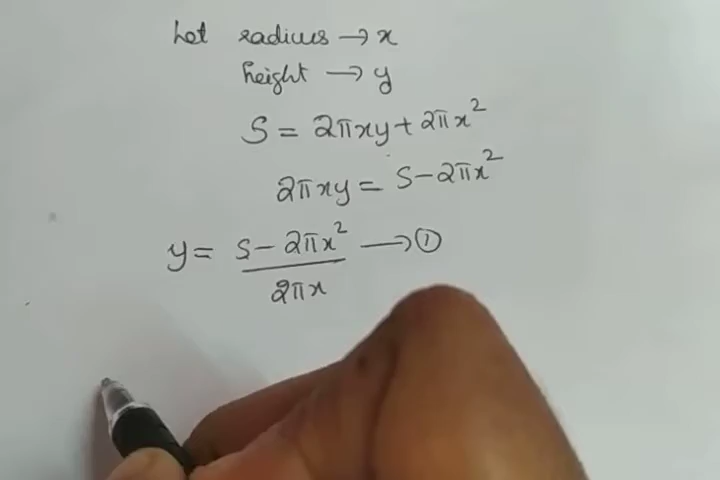 Let radius → x
height → y
S = 2πxy + 2πx²
2πxy = S − 2πx²
y = S − 2πx² / 2πx → ①